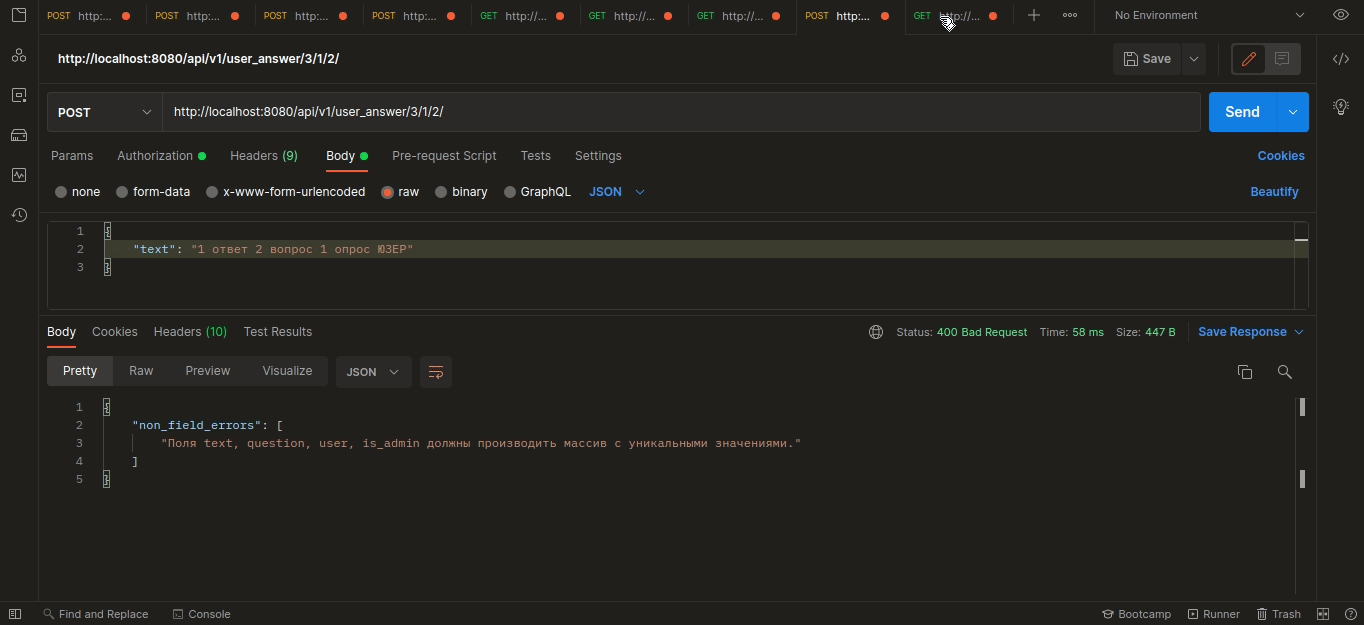 POST http:... POST http:... POST http:... POST http:... GET http://... GET http://... GET http://... POST http:... GET http://... No Environment
http://localhost:8080/api/v1/user_answer/3/1/2/ Save
POST http://localhost:8080/api/v1/user_answer/3/1/2/ Send
Params Authorization Headers (9) Body Pre-request Script Tests Settings Cookies
none form-data x-www-form-urlencoded raw binary GraphQL JSON Beautify
1 {
2 "text": "1 ответ 2 вопрос 1 опрос ЮЗЕР"
3 }
Body Cookies Headers (10) Test Results Status: 400 Bad Request Time: 58 ms Size: 447 B Save Response
Pretty Raw Preview Visualize JSON
1 {
2 "non_field_errors": [
3 "Поля text, question, user, is_admin должны производить массив с уникальными значениями."
4 ]
5 }
Find and Replace Console Bootcamp Runner Trash